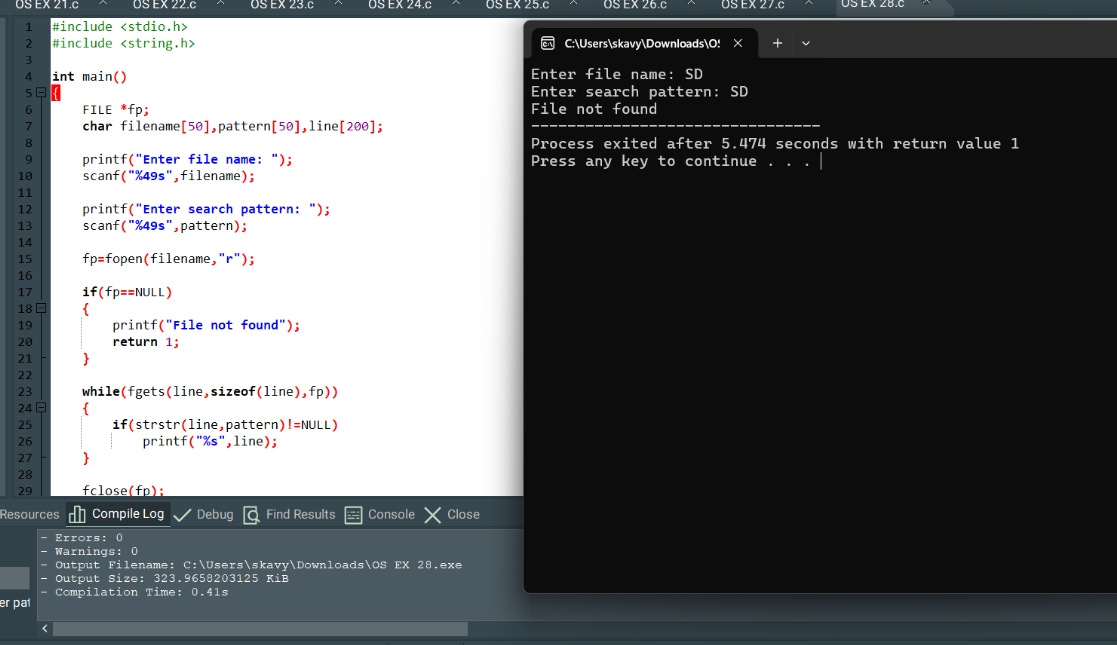 OS EX 21.c OS EX 22.c OS EX 23.c OS EX 24.c OS EX 25.c OS EX 26.c OS EX 27.c OS EX 28.c
1 #include <stdio.h>
2 #include <string.h>
3
4 int main()
5 {
6 FILE *fp;
7 char filename[50],pattern[50],line[200];
8
9 printf("Enter file name: ");
10 scanf("%49s",filename);
11
12 printf("Enter search pattern: ");
13 scanf("%49s",pattern);
14
15 fp=fopen(filename,"r");
16
17 if(fp==NULL)
18 {
19 printf("File not found");
20 return 1;
21 }
22
23 while(fgets(line,sizeof(line),fp))
24 {
25 if(strstr(line,pattern)!=NULL)
26 printf("%s",line);
27 }
28
29 fclose(fp);
C:\Users\skavy\Downloads\OS
Enter file name: SD
Enter search pattern: SD
File not found
--------------------------------
Process exited after 5.474 seconds with return value 1
Press any key to continue . . .
Resources Compile Log Debug Find Results Console Close
- Errors: 0
- Warnings: 0
- Output Filename: C:\Users\skavy\Downloads\OS EX 28.exe
- Output Size: 323.9658203125 KiB
- Compilation Time: 0.41s
er pat